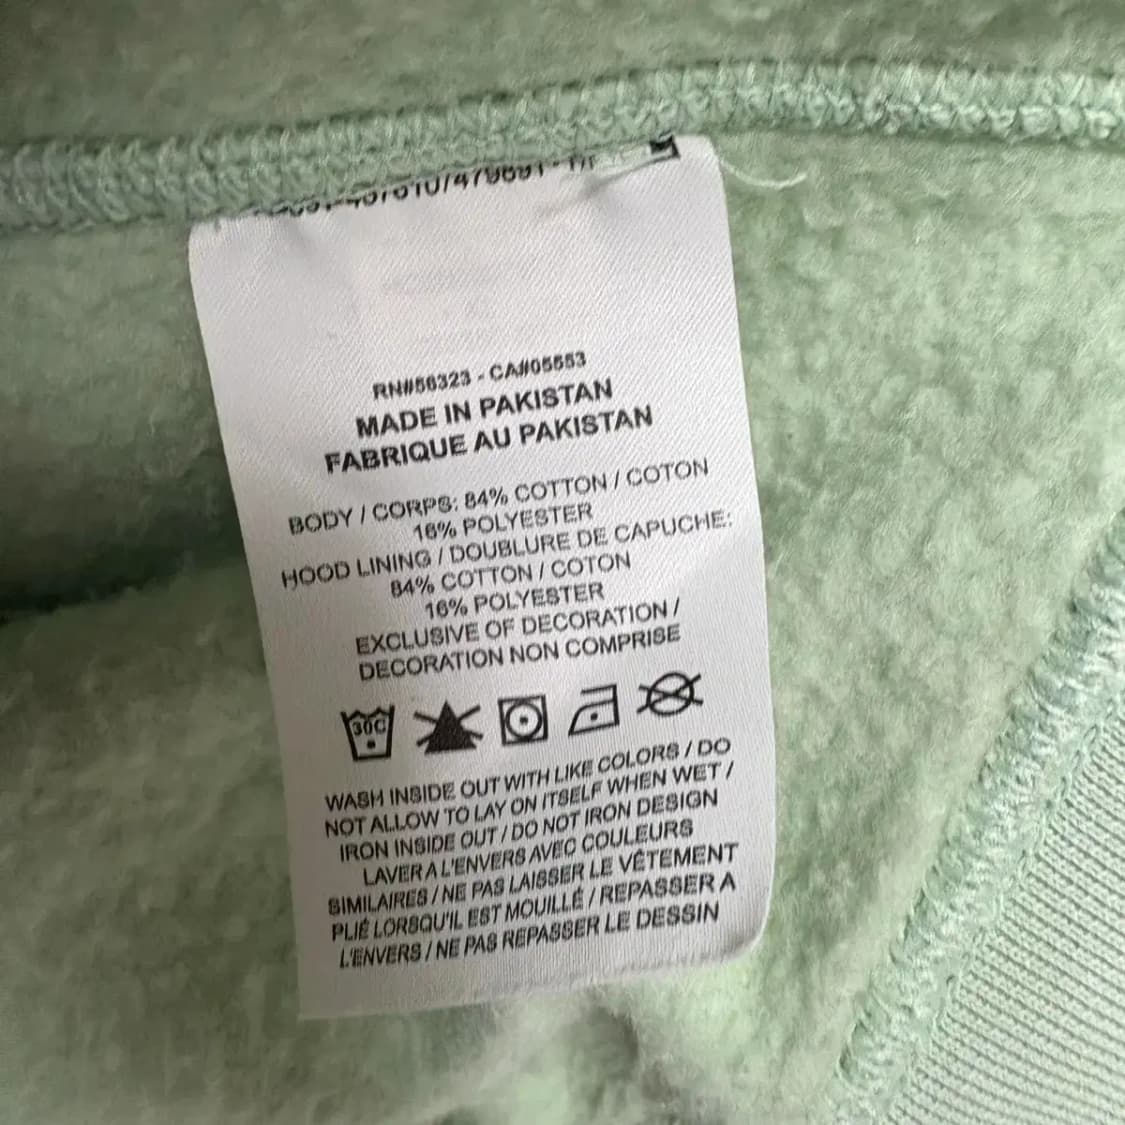 RN#56323 - CA#05553
MADE IN PAKISTAN
FABRIQUE AU PAKISTAN
BODY / CORPS: 84% COTTON / COTON
16% POLYESTER
HOOD LINING / DOUBLURE DE CAPUCHE:
84% COTTON / COTON
16% POLYESTER
EXCLUSIVE OF DECORATION /
DECORATION NON COMPRISE
30C
WASH INSIDE OUT WITH LIKE COLORS / DO
NOT ALLOW TO LAY ON ITSELF WHEN WET /
IRON INSIDE OUT / DO NOT IRON DESIGN
LAVER A L'ENVERS AVEC COULEURS
SIMILAIRES / NE PAS LAISSER LE VÊTEMENT
PLIÉ LORSQU'IL EST MOUILLÉ / REPASSER A
L'ENVERS / NE PAS REPASSER LE DESSIN